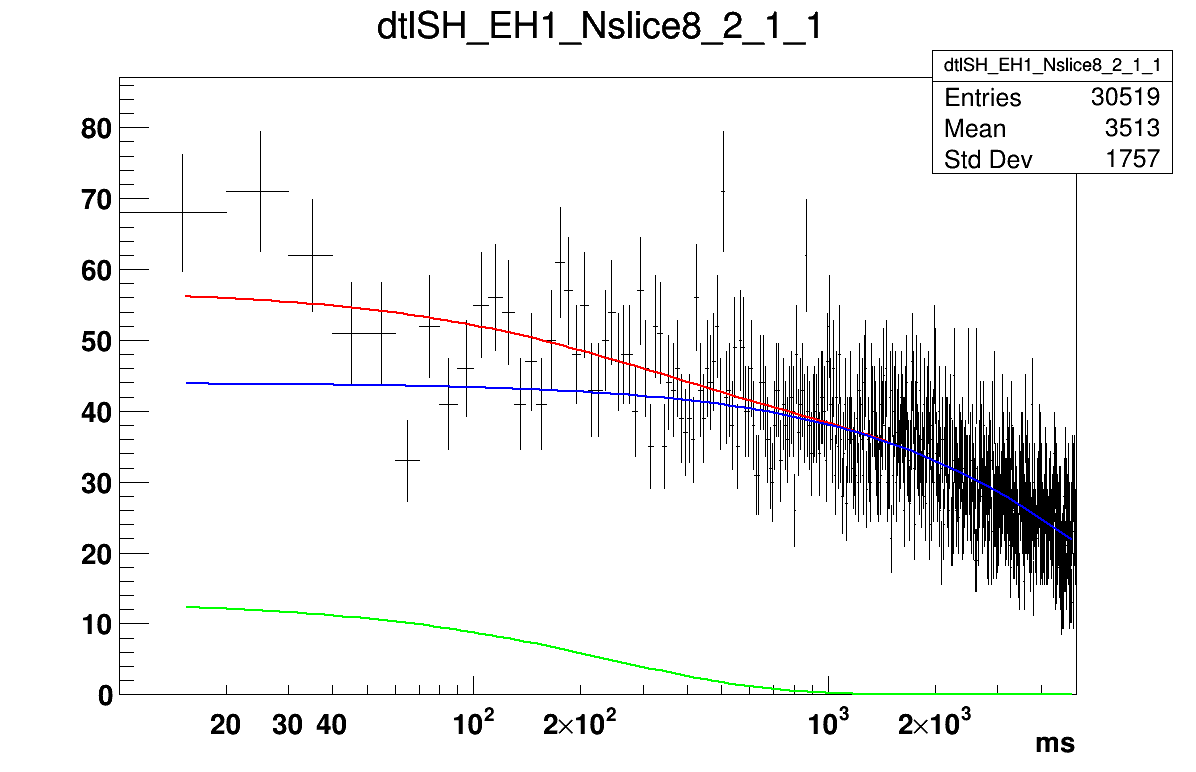 dtlSH_EH1_Nslice8_2_1_1
dtlSH_EH1_Nslice8_2_1_1
Entries 30519
Mean 3513
Std Dev 1757
80
70
60
50
40
30
20
10
0
20 30 40 10² 2×10² 10³ 2×10³
ms